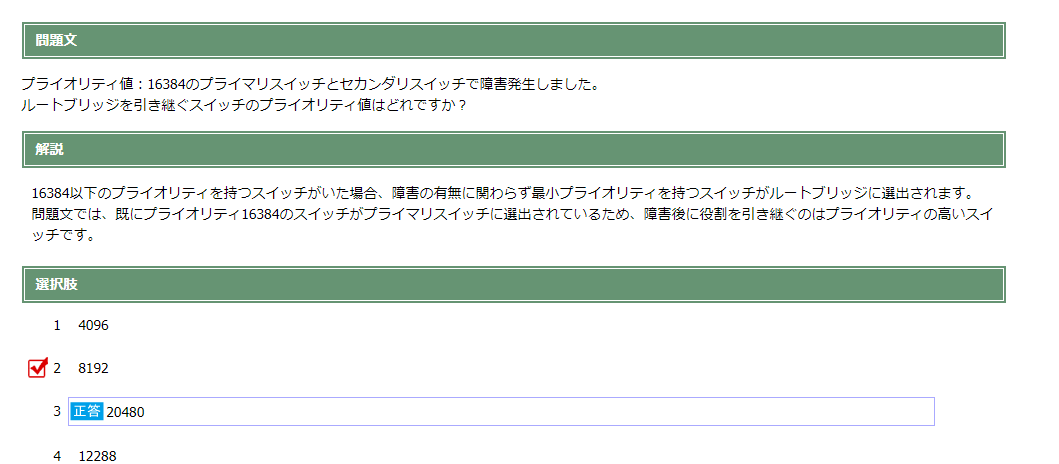 問題文
プライオリティ値：16384のプライマリスイッチとセカンダリスイッチで障害発生しました。
ルートブリッジを引き継ぐスイッチのプライオリティ値はどれですか？
解説
16384以下のプライオリティを持つスイッチがいた場合、障害の有無に関わらず最小プライオリティを持つスイッチがルートブリッジに選出されます。
問題文では、既にプライオリティ16384のスイッチがプライマリスイッチに選出されているため、障害後に役割を引き継ぐのはプライオリティの高いスイ
ッチです。
選択肢
1 4096
2 8192
3 正答 20480
4 12288